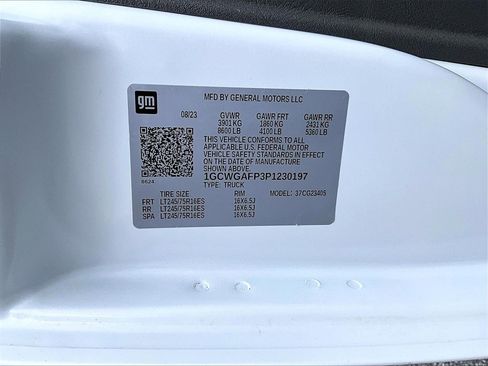 gm
MFD BY GENERAL MOTORS LLC
08/23 GVWR GAWR FRT GAWR RR
3901 KG 1860 KG 2431 KG
8600 LB 4100 LB 5360 LB
THIS VEHICLE CONFORMS TO ALL
APPLICABLE U.S. FEDERAL MOTOR
VEHICLE SAFETY STANDARDS IN
EFFECT ON THE DATE OF
MANUFACTURE SHOWN ABOVE.
1GCWGAFP3P1230197
8624 TYPE: TRUCK
TIRE SIZE RIM MODEL: 37CG23405
FRT LT245/75R16ES 16X6.5J
RR LT245/75R16ES 16X6.5J
SPA LT245/75R16ES 16X6.5J